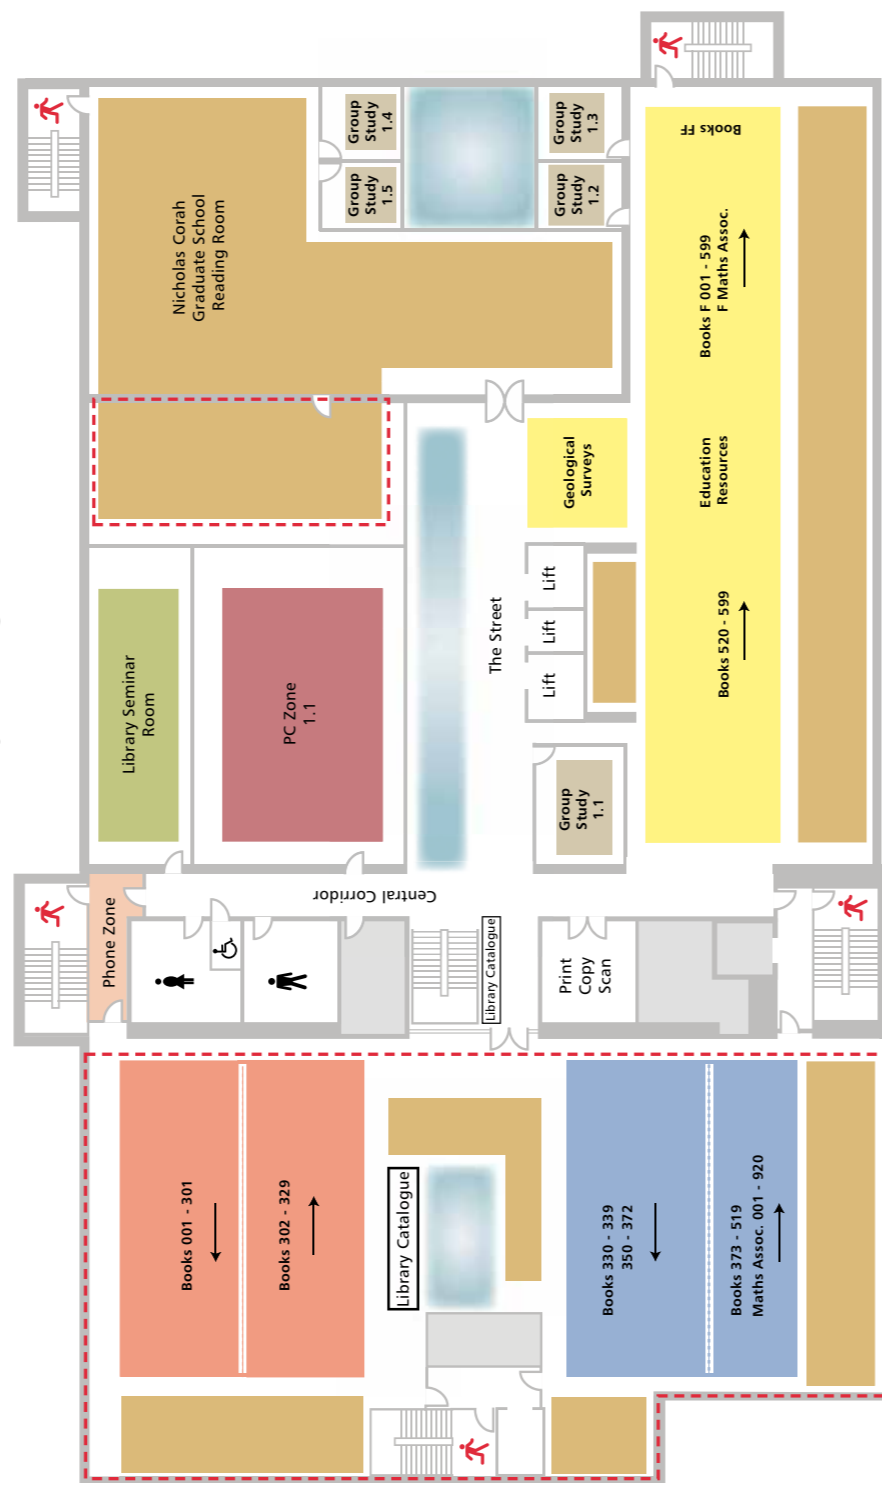 Nicholas Corah
Graduate School
Reading Room
Group
Study
1.4
Group
Study
1.5
Group
Study
1.3
Group
Study
1.2
Books FF
Books F 001 - 599
F Maths Assoc.
Education
Resources
Books 520 - 599
Geological
Surveys
Lift
Lift
Lift
The Street
Library Seminar
Room
PC Zone
1.1
Group
Study
1.1
Central Corridor
Phone Zone
Library Catalogue
Print
Copy
Scan
Books 001 - 301
Books 302 - 329
Library Catalogue
Books 330 - 339
350 - 372
Books 373 - 519
Maths Assoc. 001 - 920